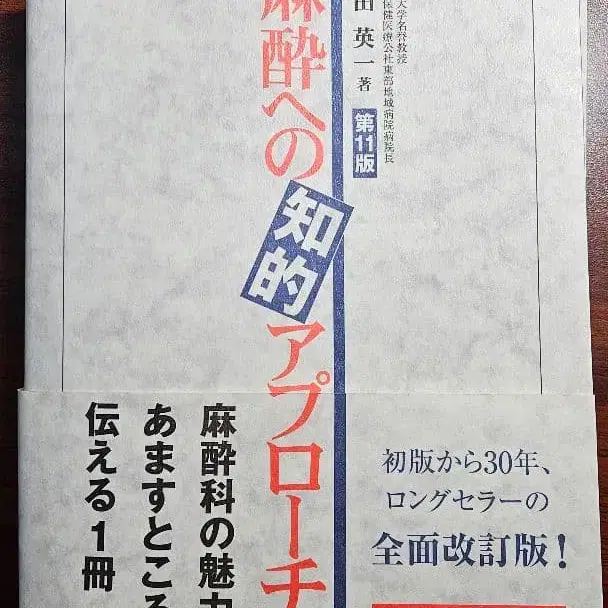 大学名誉教授
保健医療公社東部地域病院病院長
田 英一 著
第11版
麻酔への
知的
アプローチ
初版から30年、
ロングセラーの
全面改訂版!
麻酔科の魅力
あますところ
伝える1冊